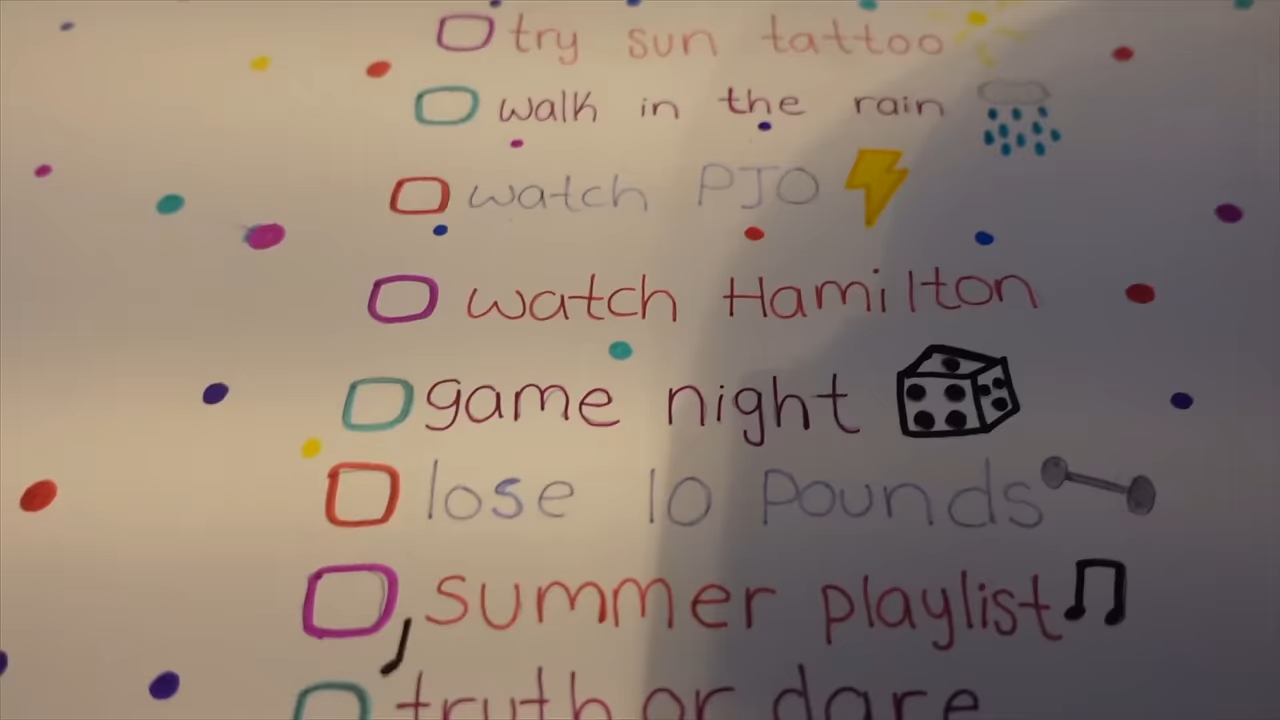 try sun tattoo
walk in the rain
watch PJO
watch Hamilton
game night
lose 10 pounds
summer playlist
truth or dare